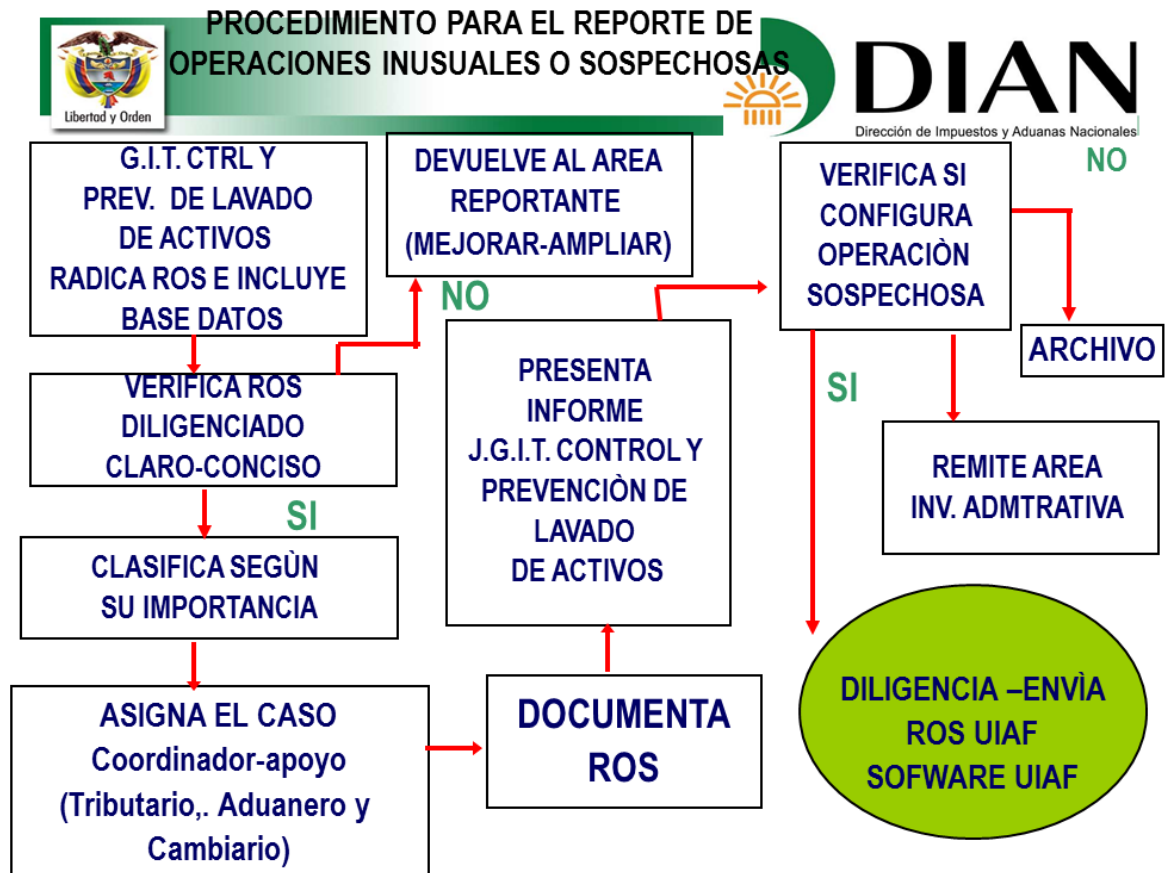 PROCEDIMIENTO PARA EL REPORTE DE
OPERACIONES INUSUALES O SOSPECHOSAS
Libertad y Orden
DIAN
Dirección de Impuestos y Aduanas Nacionales
G.I.T. CTRL Y
PREV. DE LAVADO
DE ACTIVOS
RADICA ROS E INCLUYE
BASE DATOS
VERIFICA ROS
DILIGENCIADO
CLARO-CONCISO
NO
DEVUELVE AL AREA
REPORTANTE
(MEJORAR-AMPLIAR)
SI
CLASIFICA SEGÙN
SU IMPORTANCIA
ASIGNA EL CASO
Coordinador-apoyo
(Tributario,. Aduanero y
Cambiario)
DOCUMENTA
ROS
PRESENTA
INFORME
J.G.I.T. CONTROL Y
PREVENCIÒN DE
LAVADO
DE ACTIVOS
VERIFICA SI
CONFIGURA
OPERACIÒN
SOSPECHOSA
NO
ARCHIVO
REMITE AREA
INV. ADMTRATIVA
SI
DILIGENCIA –ENVÌA
ROS UIAF
SOFWARE UIAF